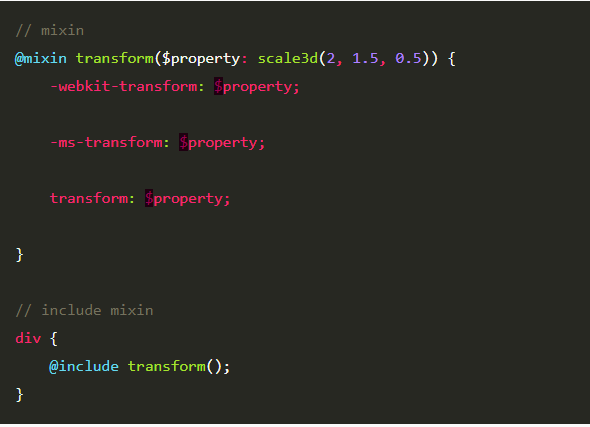 // mixin
@mixin transform($property: scale3d(2, 1.5, 0.5)) {
-webkit-transform: $property;
-ms-transform: $property;
transform: $property;
}
// include mixin
div {
@include transform();
}